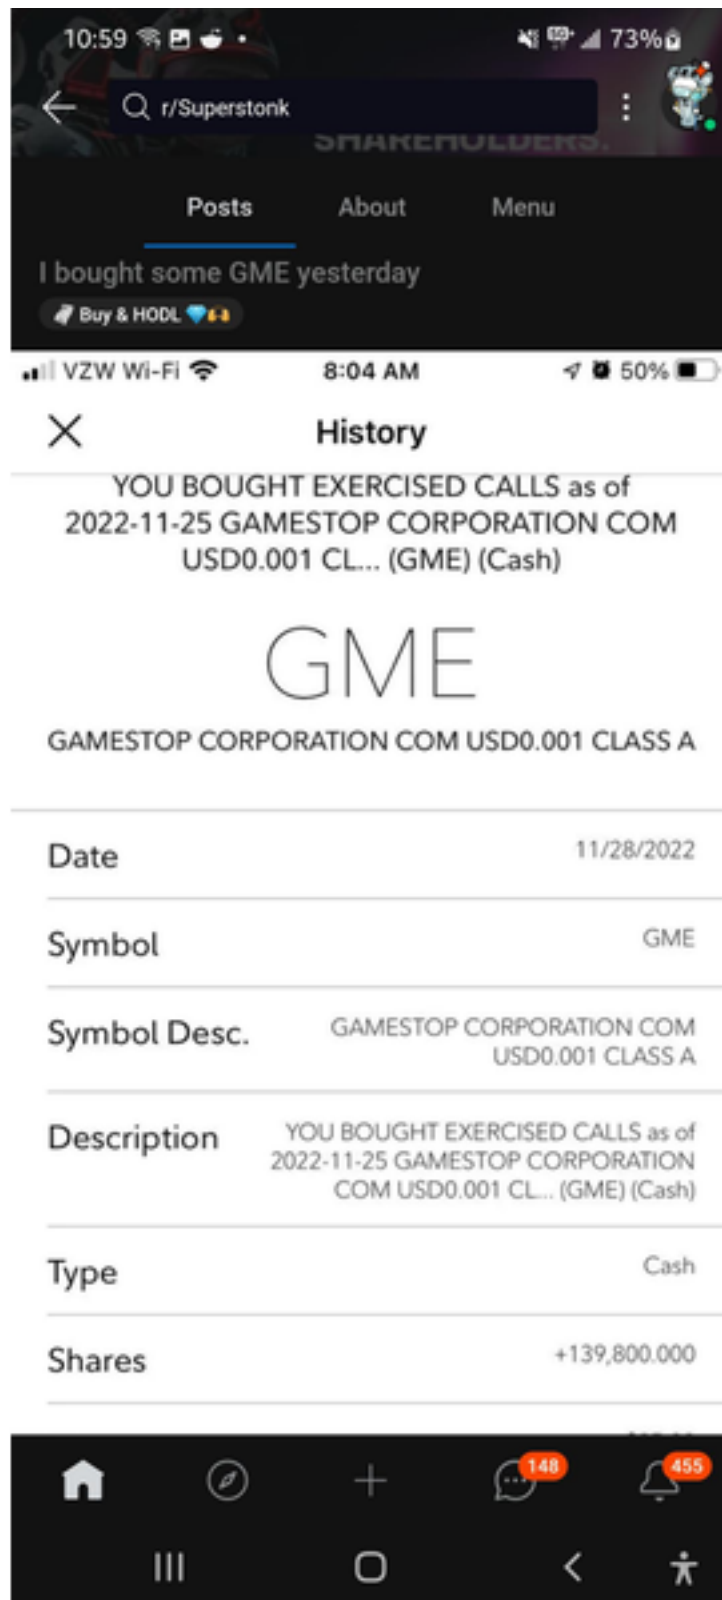 10:59 73%
r/Superstonk
SHAREHOLDERS.
Posts About Menu
I bought some GME yesterday
Buy & HODL 💎🙌
VZW Wi-Fi 8:04 AM 50%
History
YOU BOUGHT EXERCISED CALLS as of
2022-11-25 GAMESTOP CORPORATION COM
USD0.001 CL... (GME) (Cash)
GME
GAMESTOP CORPORATION COM USD0.001 CLASS A
Date 11/28/2022
Symbol GME
Symbol Desc. GAMESTOP CORPORATION COM
USD0.001 CLASS A
Description YOU BOUGHT EXERCISED CALLS as of
2022-11-25 GAMESTOP CORPORATION
COM USD0.001 CL... (GME) (Cash)
Type Cash
Shares +139,800.000
148 455